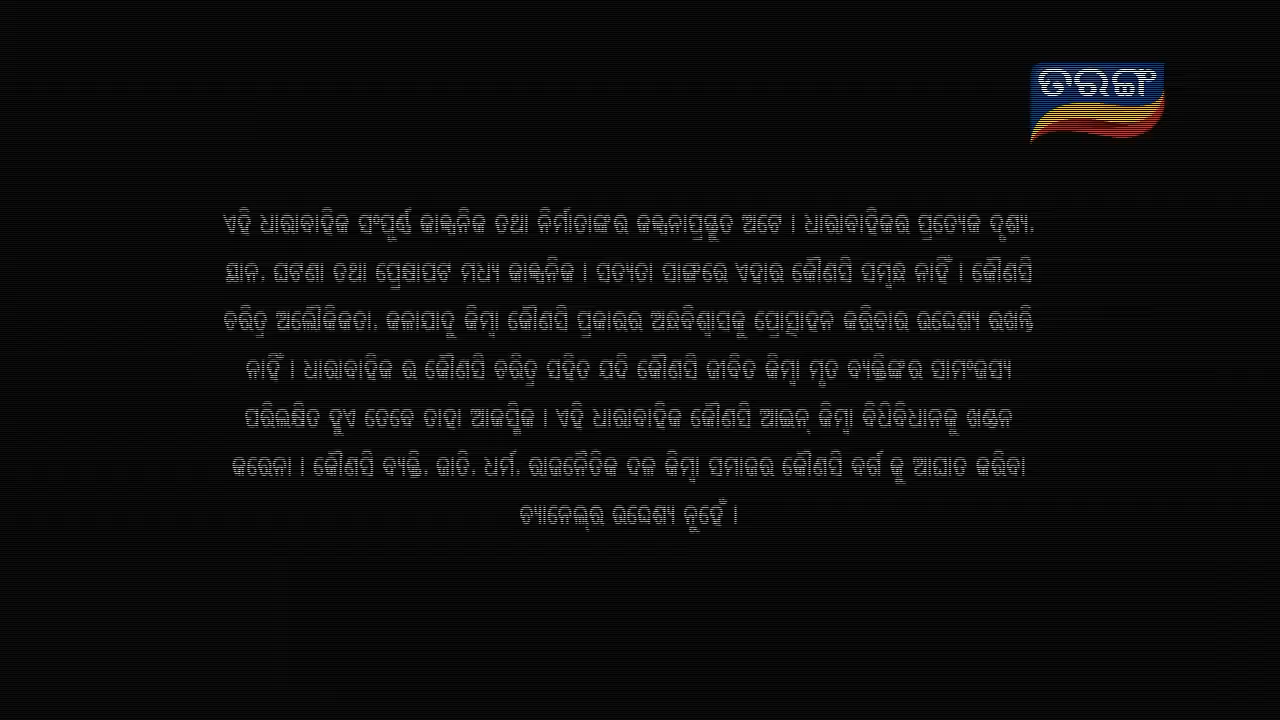 ତରଙ୍ଗ
ଏହି ଧାରାବାହିକ ସଂପୂର୍ଣ୍ଣ କାଳ୍ପନିକ ତଥା ନିର୍ମାତାଙ୍କର କଳ୍ପନାପ୍ରସୂତ ଅଟେ । ଧାରାବାହିକର ପ୍ରତ୍ୟେକ ଦୃଶ୍ୟ,
ସ୍ଥାନ, ଘଟଣା ତଥା ପ୍ରେକ୍ଷାପଟ ମଧ୍ୟ କାଳ୍ପନିକ । ସତ୍ୟତା ସାଙ୍ଗରେ ଏହାର କୌଣସି ସମ୍ବନ୍ଧ ନାହିଁ । କୌଣସି
ଚରିତ୍ର ଅଲୌକିକତା, କଳାଯାଦୁ କିମ୍ବା କୌଣସି ପ୍ରକାରର ଅନ୍ଧବିଶ୍ୱାସକୁ ପ୍ରୋତ୍ସାହନ କରିବାର ଉଦ୍ଦେଶ୍ୟ ରଖନ୍ତି
ନାହିଁ । ଧାରାବାହିକ ର କୌଣସି ଚରିତ୍ର ସହିତ ଯଦି କୌଣସି ଜୀବିତ କିମ୍ବା ମୃତ ବ୍ୟକ୍ତିଙ୍କର ସାମଂଜସ୍ୟ
ପରିଲକ୍ଷିତ ହୁଏ ତେବେ ତାହା ଆକସ୍ମିକ । ଏହି ଧାରାବାହିକ କୌଣସି ଆଇନ୍ କିମ୍ବା ବିଧିବିଧାନକୁ ଖଣ୍ଡନ
କରେନା । କୌଣସି ବ୍ୟକ୍ତି, ଜାତି, ଧର୍ମ, ରାଜନୈତିକ ଦଳ କିମ୍ବା ସମାଜର କୌଣସି ବର୍ଗ କୁ ଆଘାତ କରିବା
ଚ୍ୟାନେଲ୍‌ର ଉଦ୍ଦେଶ୍ୟ ନୁହେଁ ।